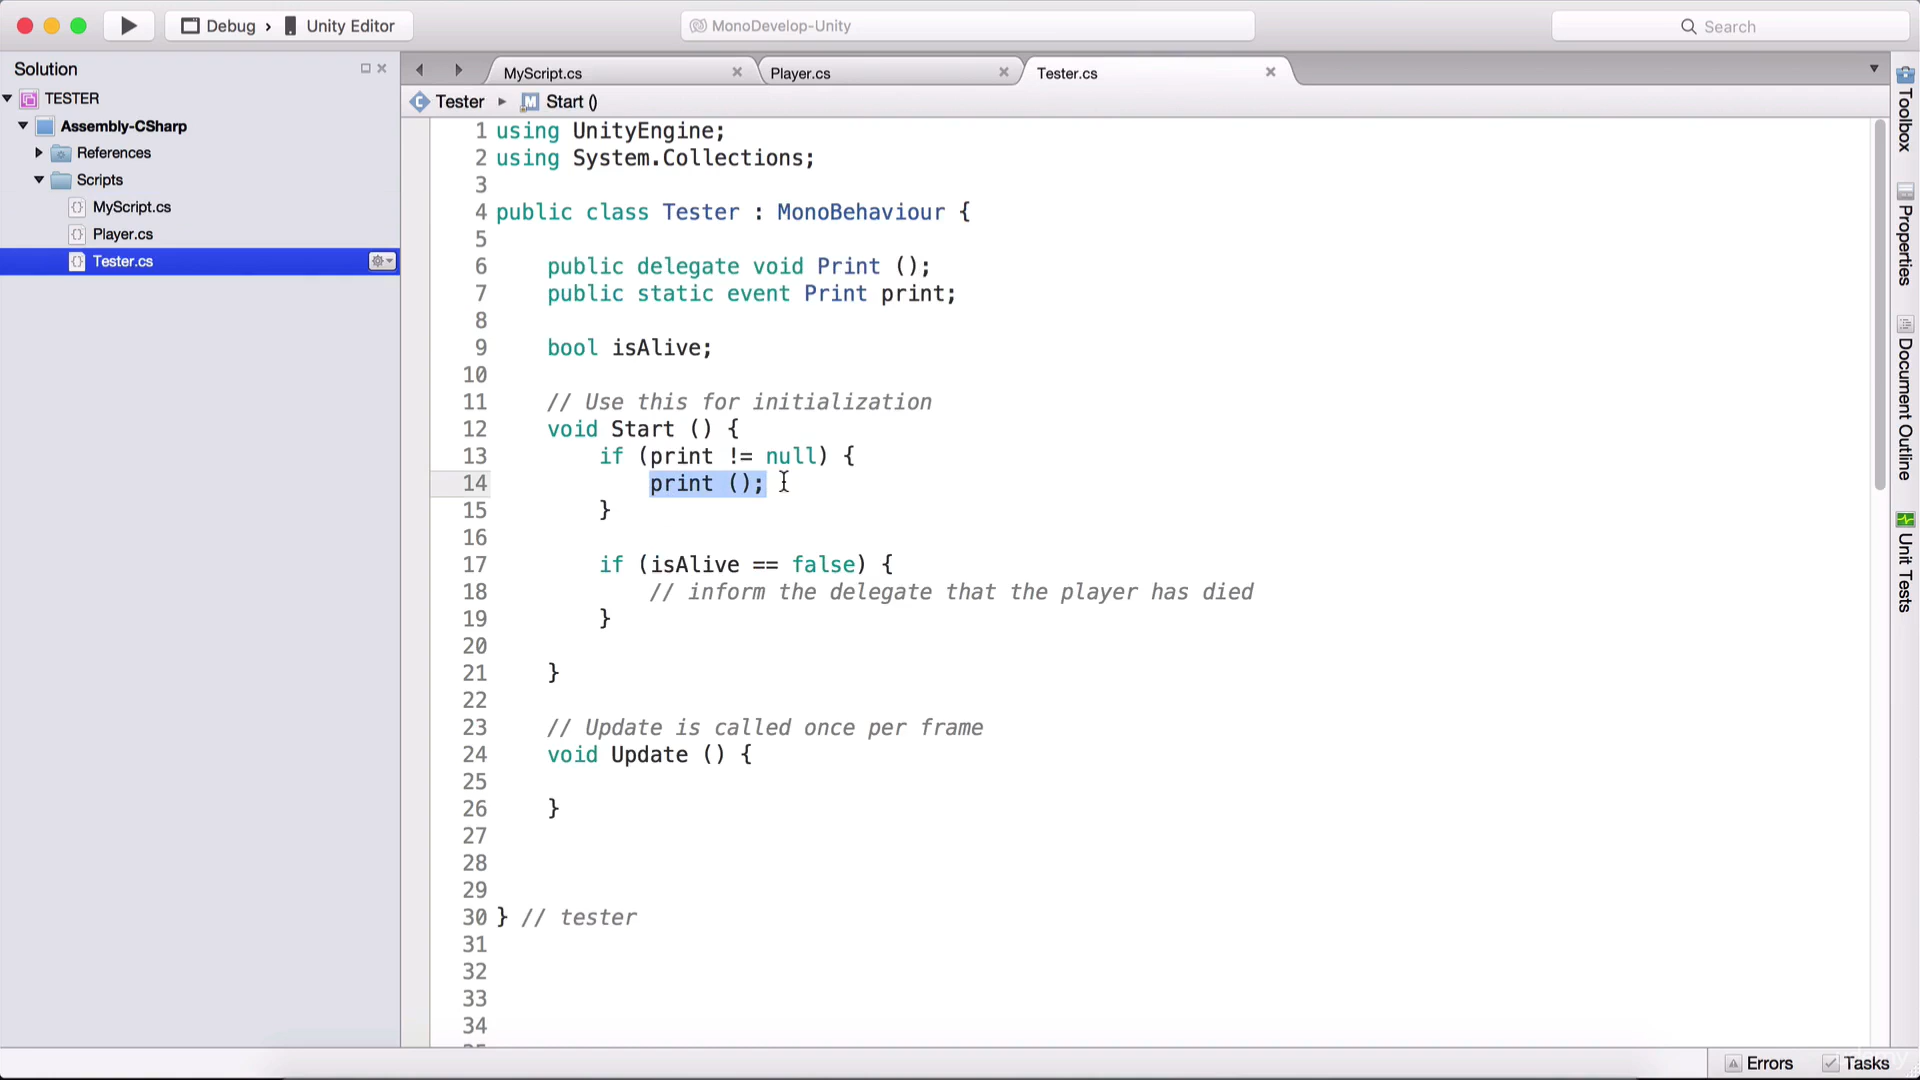 Debug › Unity Editor
MonoDevelop-Unity
Search
Solution
TESTER
Assembly-CSharp
References
Scripts
MyScript.cs
Player.cs
Tester.cs
MyScript.cs
Player.cs
Tester.cs
Tester ▸ Start ()
1 using UnityEngine;
2 using System.Collections;
3
4 public class Tester : MonoBehaviour {
5
6 public delegate void Print ();
7 public static event Print print;
8
9 bool isAlive;
10
11 // Use this for initialization
12 void Start () {
13 if (print != null) {
14 print ();
15 }
16
17 if (isAlive == false) {
18 // inform the delegate that the player has died
19 }
20
21 }
22
23 // Update is called once per frame
24 void Update () {
25
26 }
27
28
29
30 } // tester
31
32
33
34
Toolbox
Properties
Document Outline
Unit Tests
Errors
Tasks